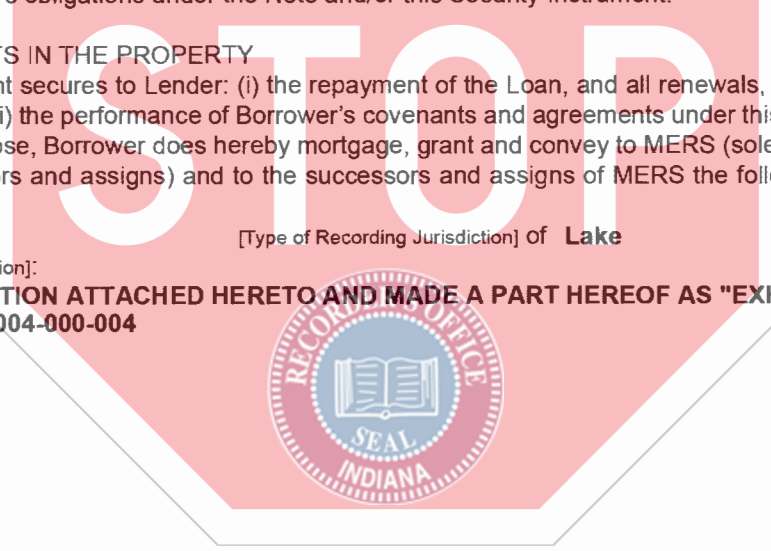 s obligations under the Note and/or this Security Instrument.
STOP
TS IN THE PROPERTY
nt secures to Lender: (i) the repayment of the Loan, and all renewals,
i) the performance of Borrower's covenants and agreements under this
ose, Borrower does hereby mortgage, grant and convey to MERS (sole
rs and assigns) and to the successors and assigns of MERS the foll
[Type of Recording Jurisdiction] of Lake
ion]:
TION ATTACHED HERETO AND MADE A PART HEREOF AS "EXI
004-000-004
RECORDER'S OFFICE
SEAL
INDIANA